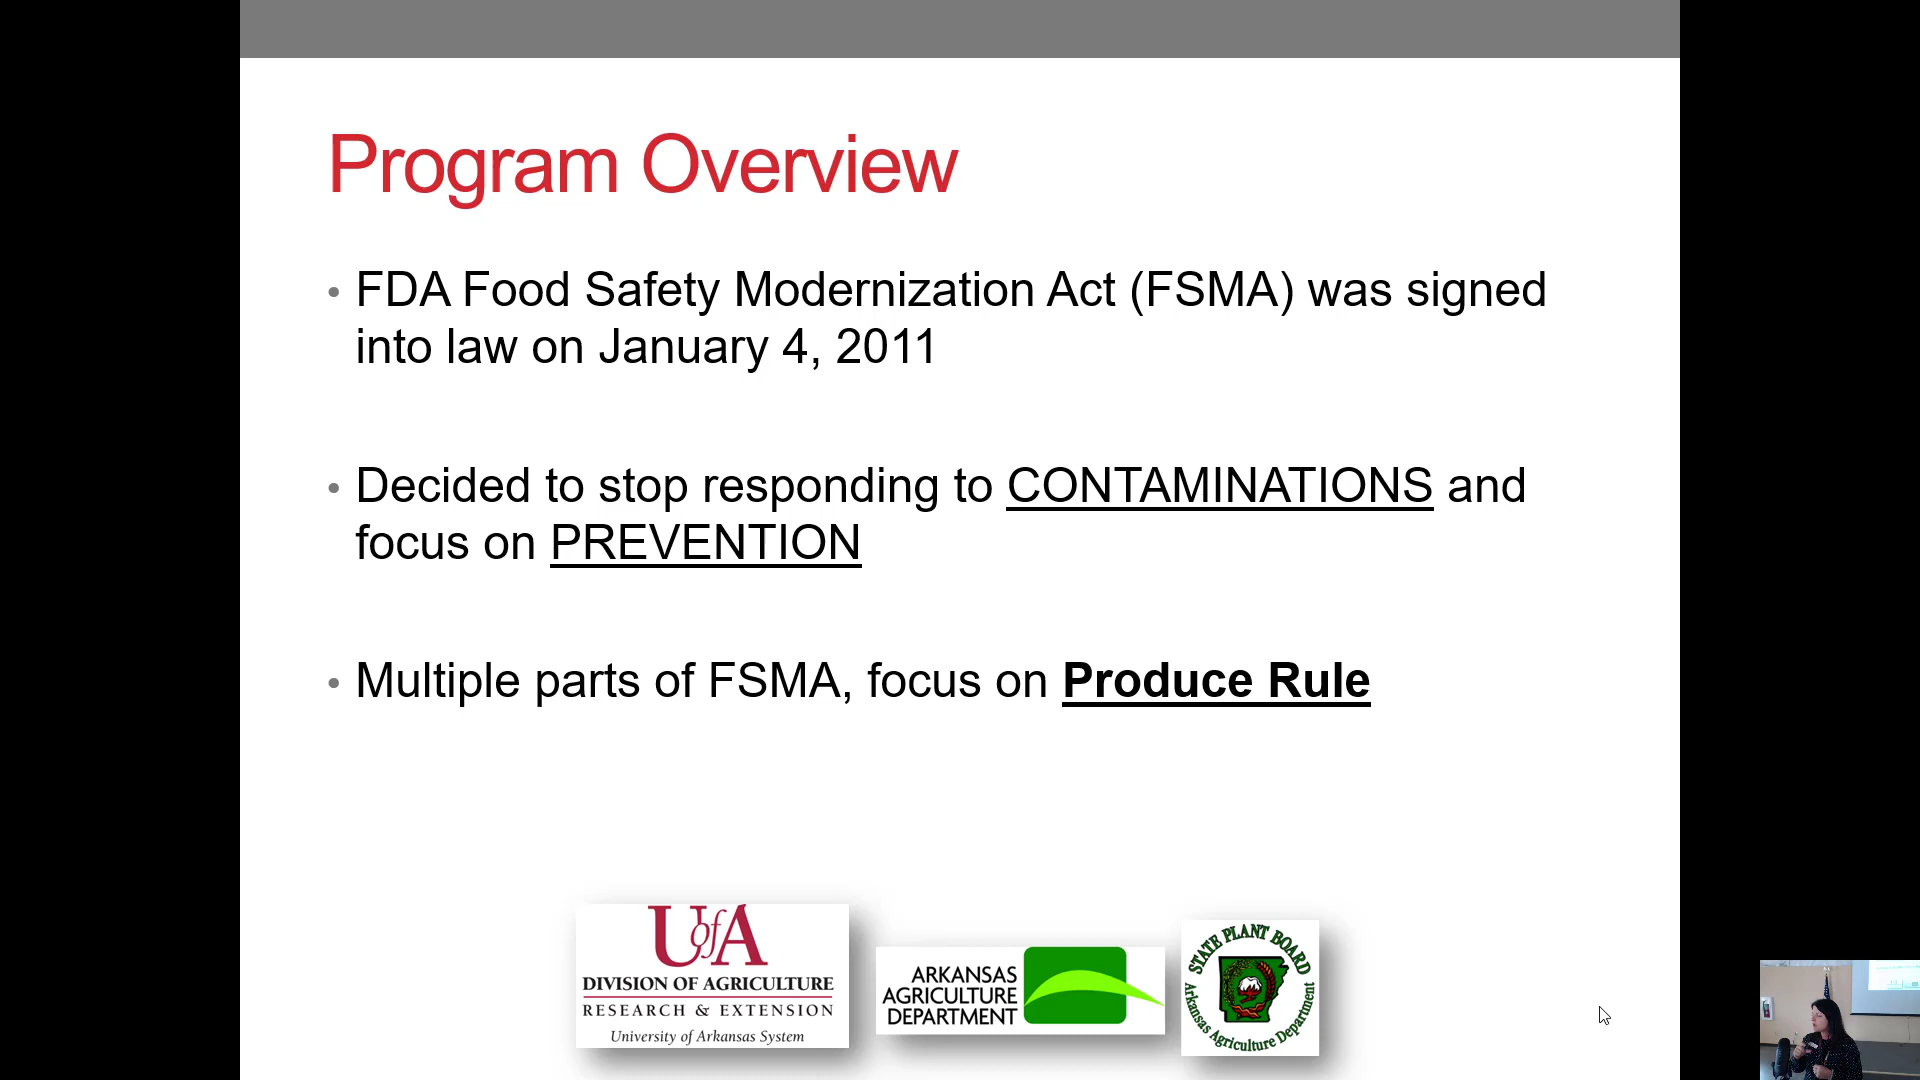 Program Overview
• FDA Food Safety Modernization Act (FSMA) was signed
into law on January 4, 2011
• Decided to stop responding to CONTAMINATIONS and
focus on PREVENTION
• Multiple parts of FSMA, focus on Produce Rule
UofA
DIVISION OF AGRICULTURE
RESEARCH & EXTENSION
University of Arkansas System
ARKANSAS
AGRICULTURE
DEPARTMENT
STATE PLANT BOARD
Arkansas Agriculture Department